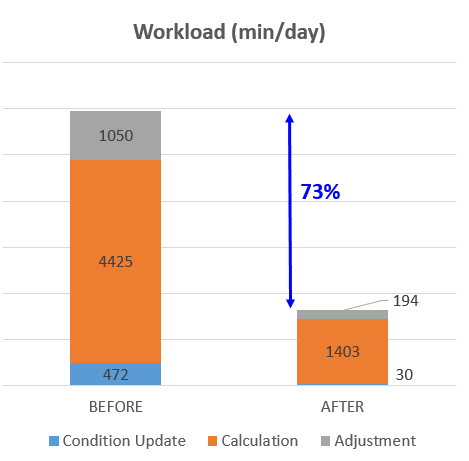 Workload (min/day)
1050
4425
472
73%
194
1403
30
BEFORE
AFTER
Condition Update
Calculation
Adjustment